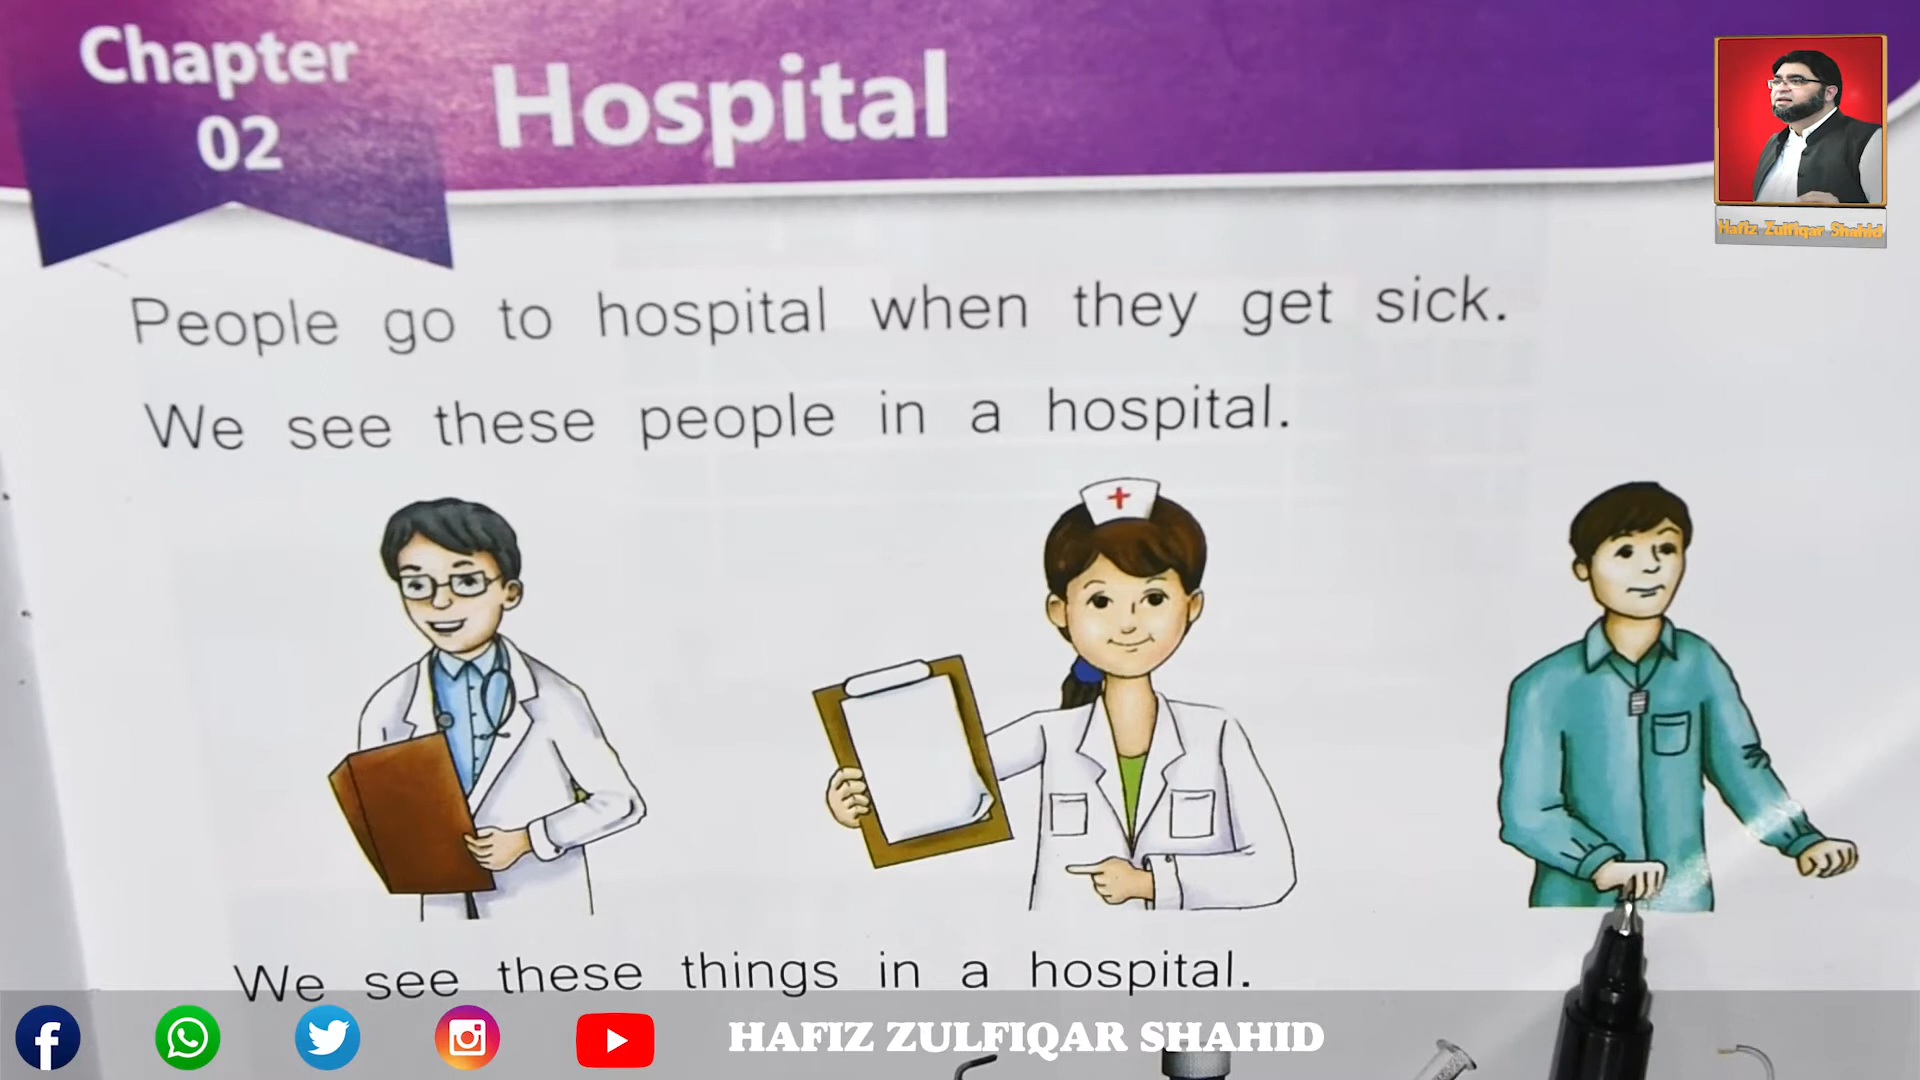 Chapter
02
Hospital
Hafiz Zulfiqar Shahid
People go to hospital when they get sick.
We see these people in a hospital.
We see these things in a hospital.
HAFIZ ZULFIQAR SHAHID